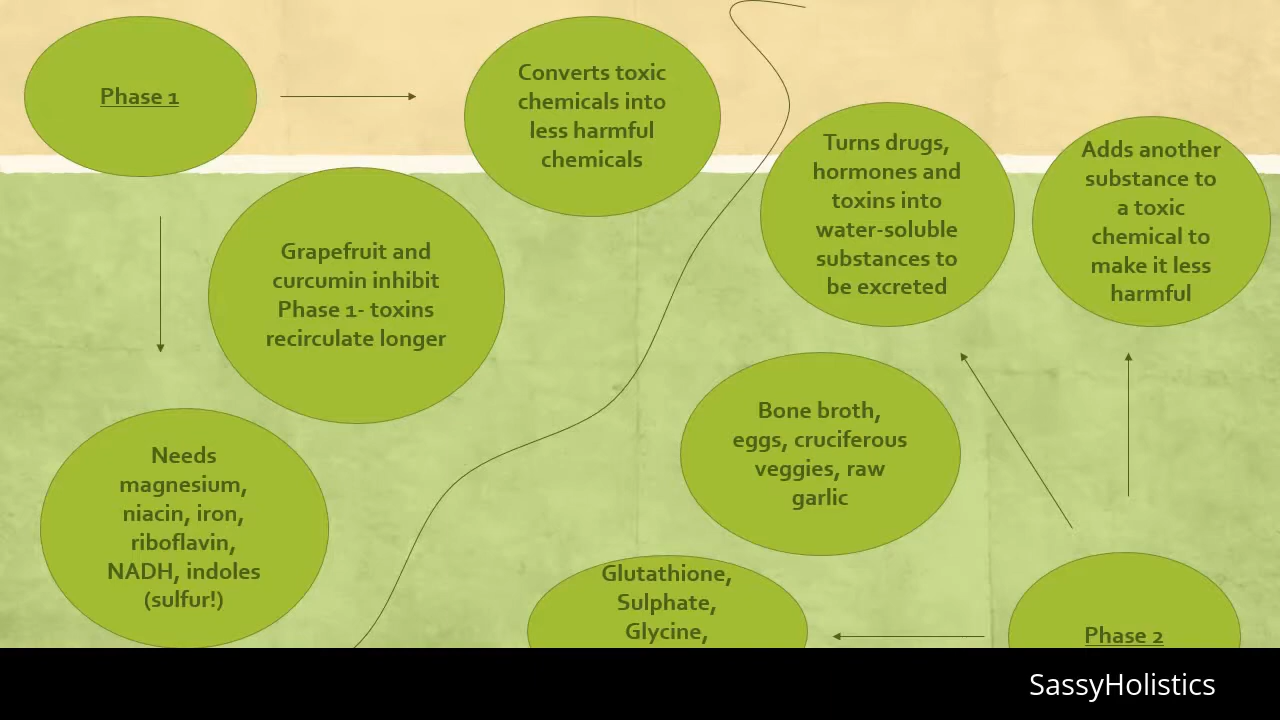 Phase 1
Converts toxic
chemicals into
less harmful
chemicals
Grapefruit and
curcumin inhibit
Phase 1- toxins
recirculate longer
Needs
magnesium,
niacin, iron,
riboflavin,
NADH, indoles
(sulfur!)
Turns drugs,
hormones and
toxins into
water-soluble
substances to
be excreted
Adds another
substance to
a toxic
chemical to
make it less
harmful
Bone broth,
eggs, cruciferous
veggies, raw
garlic
Glutathione,
Sulphate,
Glycine,
Phase 2
SassyHolistics